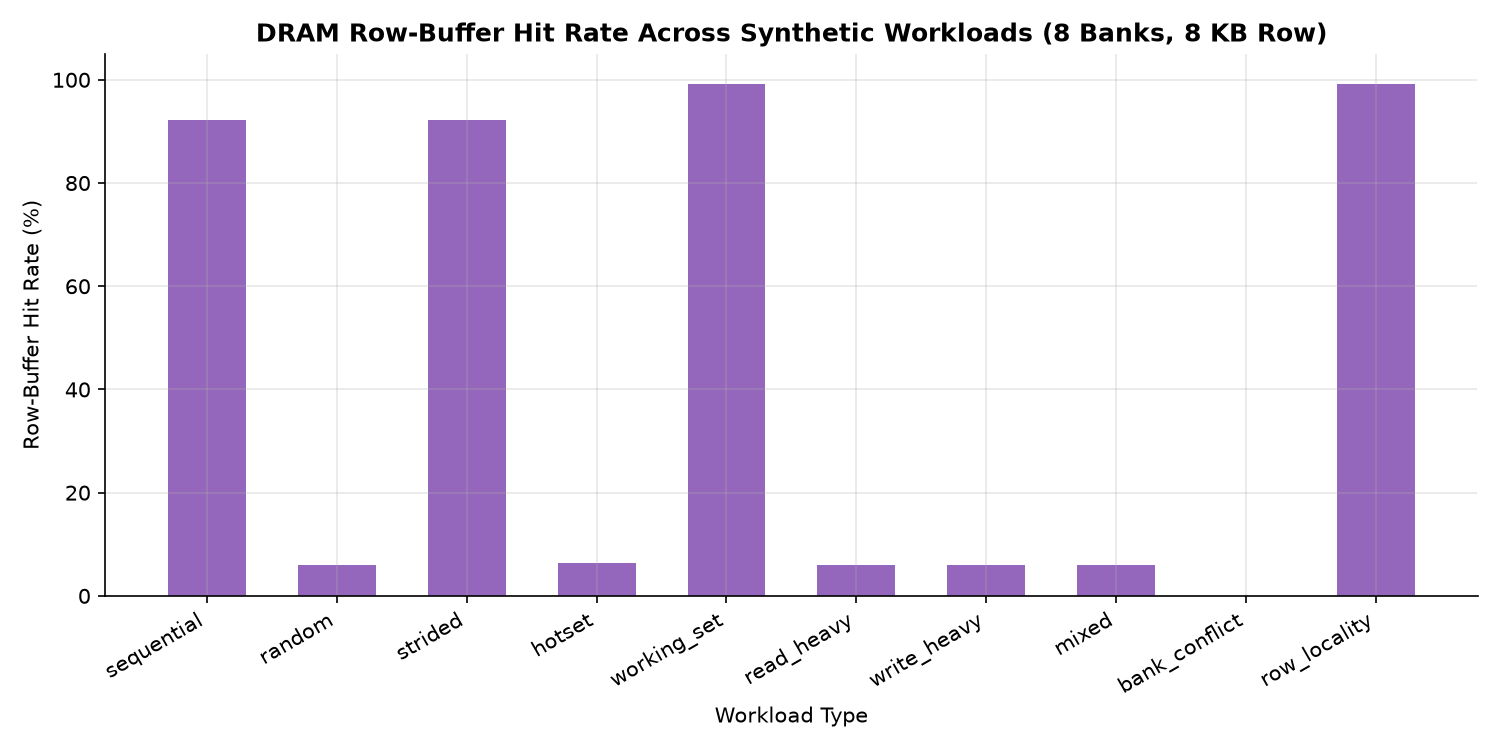 DRAM Row-Buffer Hit Rate Across Synthetic Workloads (8 Banks, 8 KB Row)
Row-Buffer Hit Rate (%)
100
80
60
40
20
0
sequential
random
strided
hotset
working_set
read_heavy
write_heavy
mixed
bank_conflict
row_locality
Workload Type